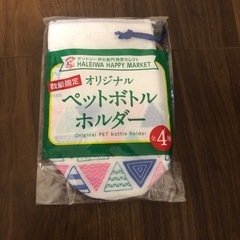 サントリー伊右衛門 特茶セレクト
HALEIWA HAPPY MARKET
数量限定
オリジナル
ペットボトル
ホルダー
Original PET bottle holder
全4種